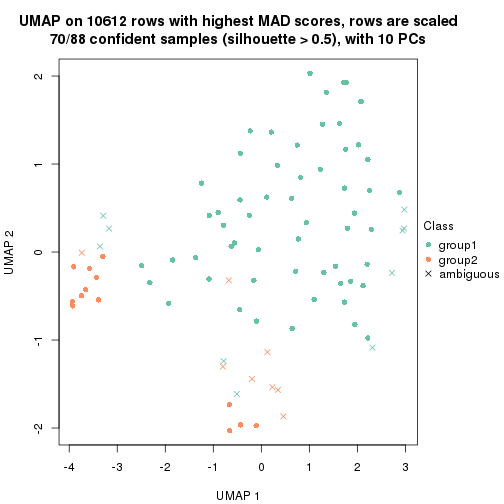 UMAP on 10612 rows with highest MAD scores, rows are scaled
70/88 confident samples (silhouette > 0.5), with 10 PCs
2
1
0
-1
-2
UMAP 2
-4
-3
-2
-1
0
1
2
3
UMAP 1
Class
group1
group2
ambiguous